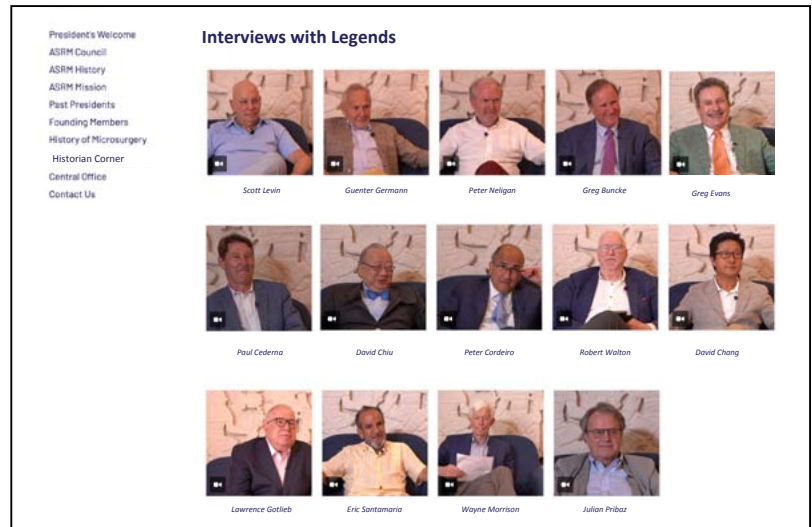 President's Welcome
ASRM Council
ASRM History
ASRM Mission
Past Presidents
Founding Members
History of Microsurgery
Historian Corner
Central Office
Contact Us
Interviews with Legends
Scott Levin
Guenter Germann
Peter Neligan
Greg Buncke
Greg Evans
Paul Cederna
David Chiu
Peter Cordeiro
Robert Walton
David Chang
Lawrence Gotlieb
Eric Santamaria
Wayne Morrison
Julian Pribaz